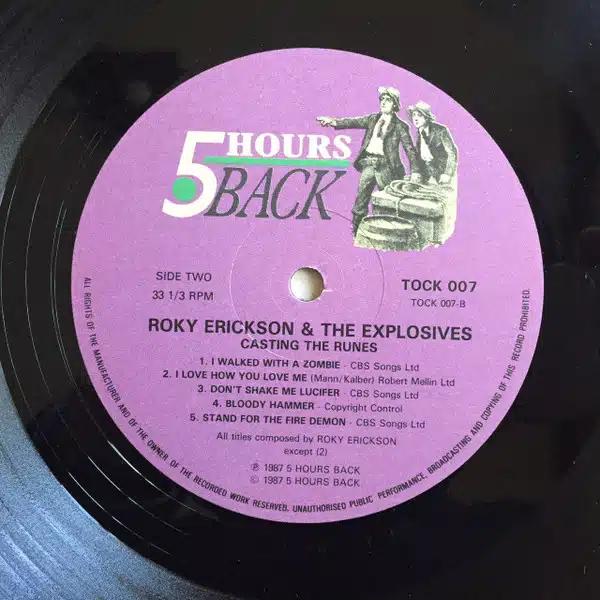 5 HOURS
BACK
SIDE TWO
33 1/3 RPM
TOCK 007
TOCK 007-B
ROKY ERICKSON & THE EXPLOSIVES
CASTING THE RUNES
1. I WALKED WITH A ZOMBIE - CBS Songs Ltd
2. I LOVE HOW YOU LOVE ME (Mann/Kalber) Robert Mellin Ltd
3. DON'T SHAKE ME LUCIFER - CBS Songs Ltd
4. BLOODY HAMMER - Copyright Control
5. STAND FOR THE FIRE DEMON - CBS Songs Ltd
All titles composed by ROKY ERICKSON
except (2)
℗ 1987 5 HOURS BACK
© 1987 5 HOURS BACK
ALL RIGHTS OF THE MANUFACTURER AND OF THE OWNER OF THE RECORDED WORK RESERVED. UNAUTHORISED PUBLIC PERFORMANCE, BROADCASTING AND COPYING OF THIS RECORD PROHIBITED.